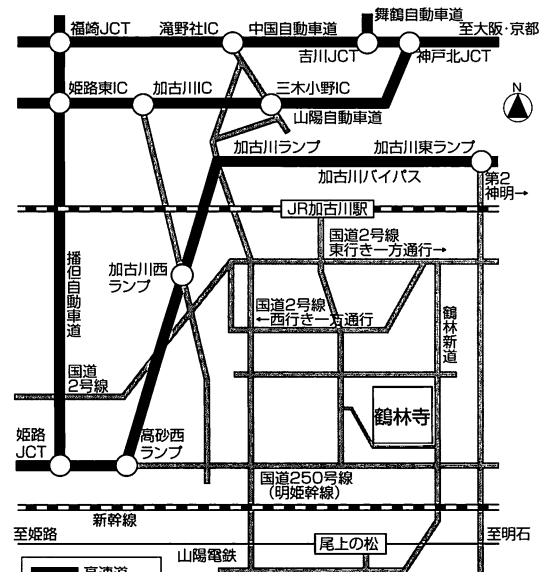 舞鶴自動車道
福崎JCT
滝野社IC
中国自動車道
至大阪・京都
吉川JCT
神戸北JCT
姫路東IC
加古川IC
三木小野IC
山陽自動車道
N
加古川ランプ
加古川東ランプ
加古川バイパス
第2
神明→
JR加古川駅
国道2号線
東行き一方通行→
播但自動車道
加古川西
ランプ
国道2号線
←西行き一方通行
鶴林新道
国道
2号線
鶴林寺
姫路
JCT
高砂西
ランプ
国道250号線
(明姫幹線)
新幹線
至姫路
至明石
山陽電鉄
尾上の松
高速道